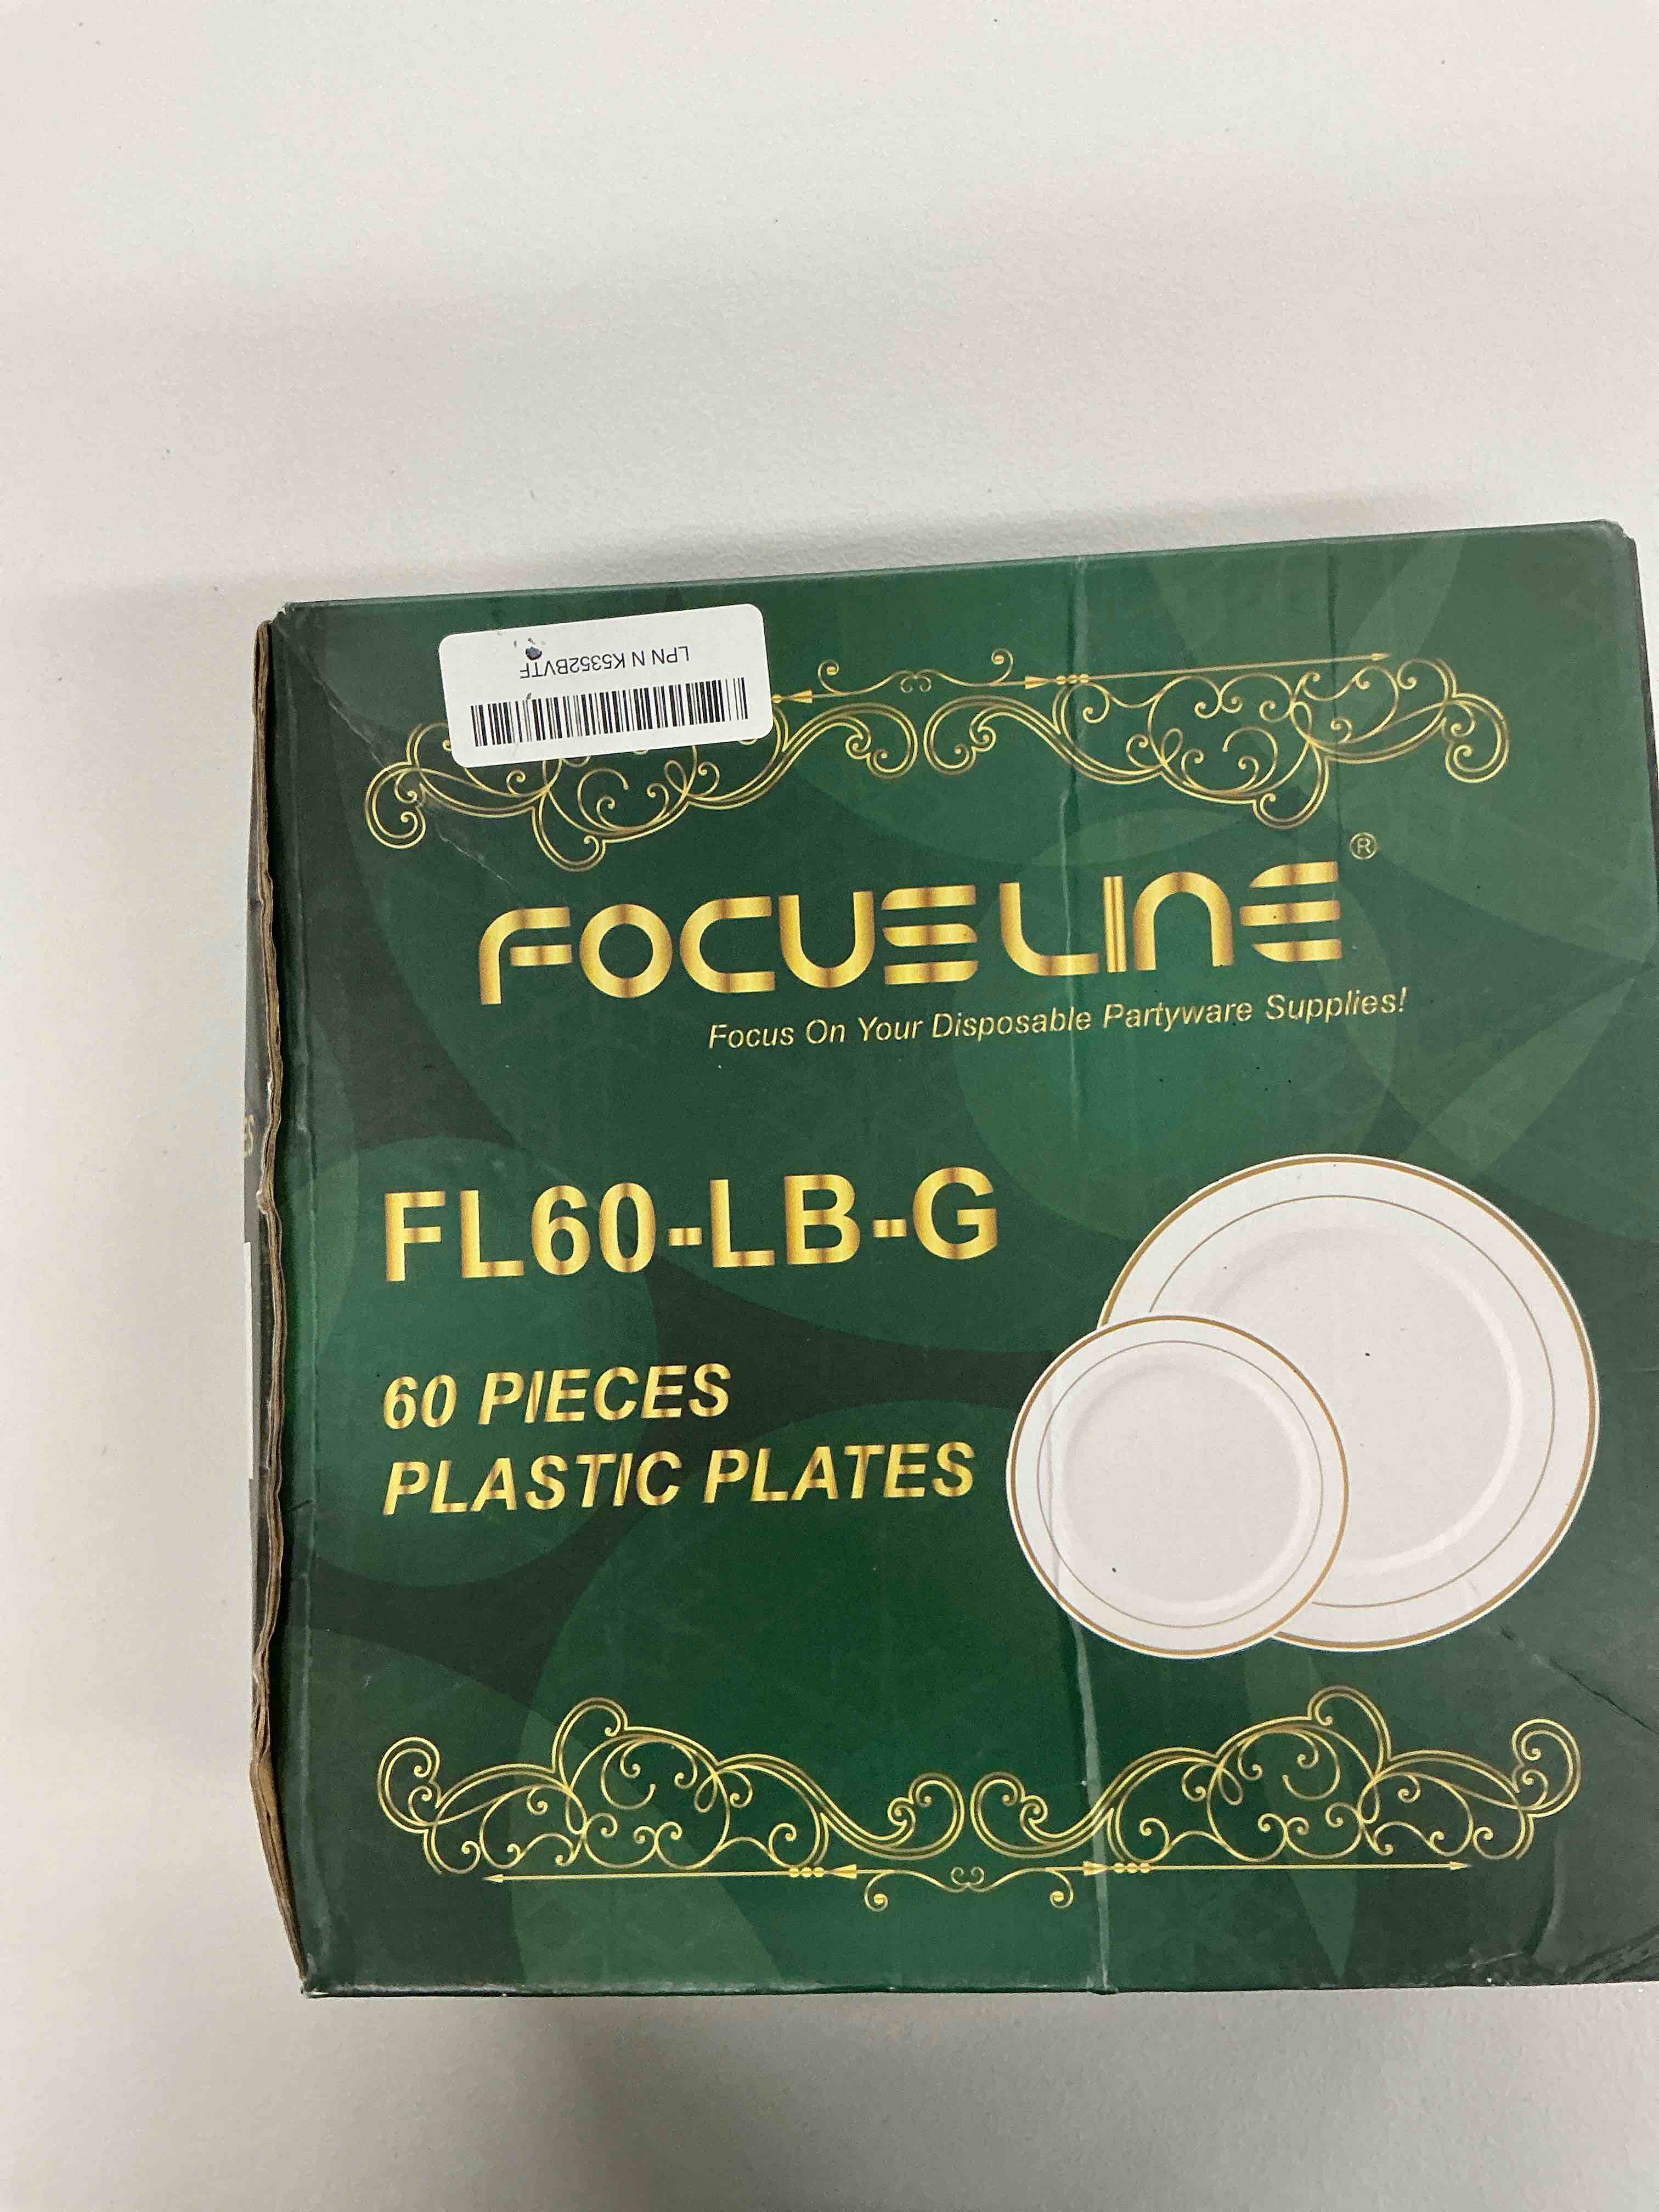 LPN N K5352BVTF
FOCUSLINE®
Focus On Your Disposable Partyware Supplies!
FL60-LB-G
60 PIECES
PLASTIC PLATES